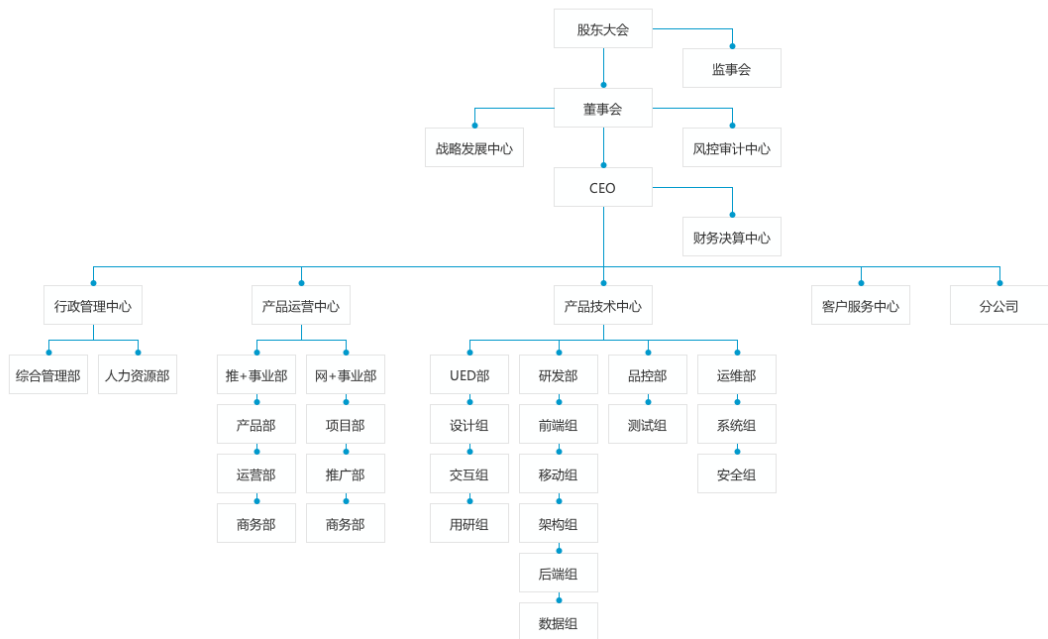 股东大会
监事会
董事会
战略发展中心
风控审计中心
CEO
财务决算中心
行政管理中心
产品运营中心
产品技术中心
客户服务中心
分公司
综合管理部
人力资源部
推+事业部
网+事业部
UED部
研发部
品控部
运维部
产品部
项目部
设计组
前端组
测试组
系统组
运营部
推广部
交互组
移动组
安全组
商务部
商务部
用研组
架构组
后端组
数据组